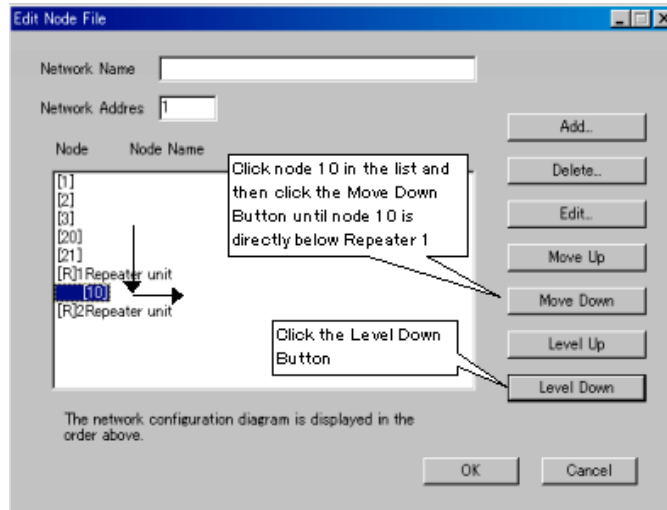 Edit Node File
Network Name
Network Addres 1
Add...
Node Node Name
Click node 10 in the list and
then click the Move Down
Button until node 10 is
directly below Repeater 1
Delete...
[1]
[2]
[3]
Edit...
[20]
[21]
Move Up
[R]1Repeater unit
[10]
Move Down
[R]2Repeater unit
Click the Level Down
Button
Level Up
Level Down
The network configuration diagram is displayed in the
order above.
OK
Cancel